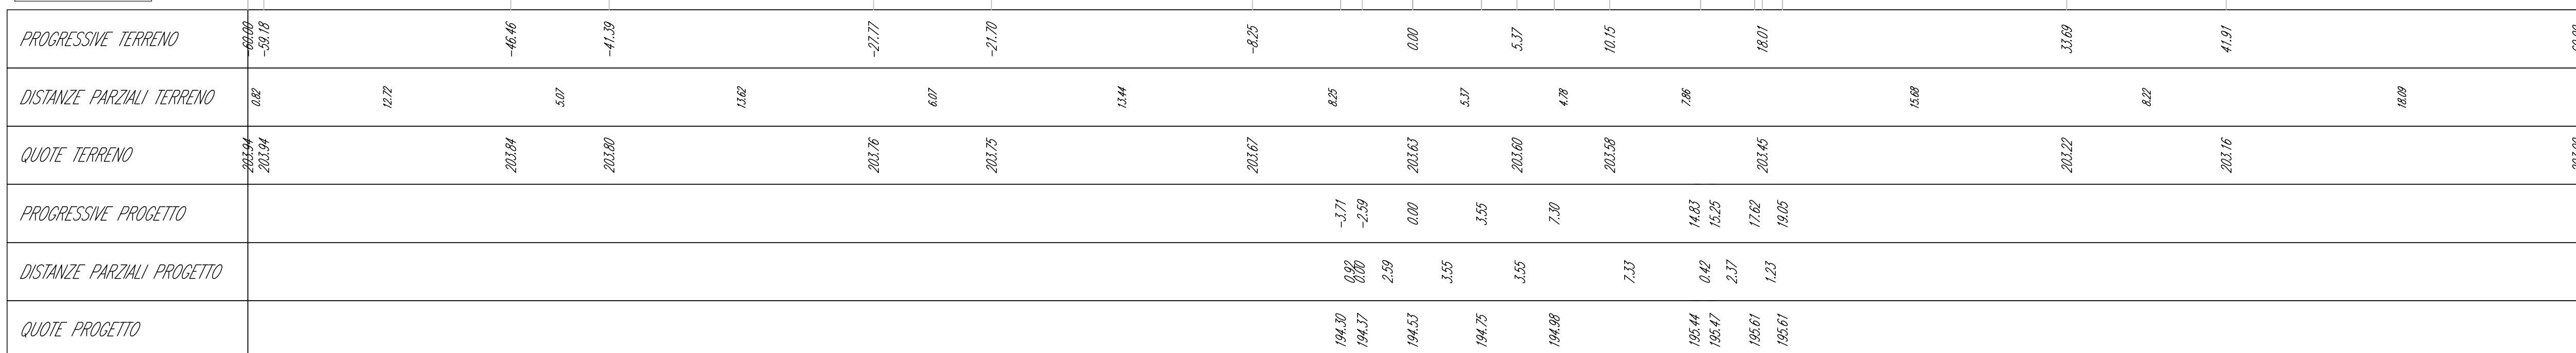 PROGRESSIVE TERRENO -60.00 -59.18 -46.46 -41.39 -27.77 -21.70 -8.25 0.00 5.37 10.15 18.01 33.69 41.91
DISTANZE PARZIALI TERRENO 0.82 12.72 5.07 13.62 6.07 13.44 8.25 5.37 4.78 7.86 15.68 8.22 18.09
QUOTE TERRENO 203.94 203.94 203.84 203.80 203.76 203.75 203.67 203.63 203.60 203.58 203.45 203.22 203.16
PROGRESSIVE PROGETTO -3.71 -2.59 0.00 3.55 7.30 14.83 15.25 17.62 19.05
DISTANZE PARZIALI PROGETTO 0.92 0.00 2.59 3.55 3.55 7.33 0.42 2.37 1.23
QUOTE PROGETTO 194.30 194.37 194.53 194.75 194.98 195.44 195.47 195.61 195.61